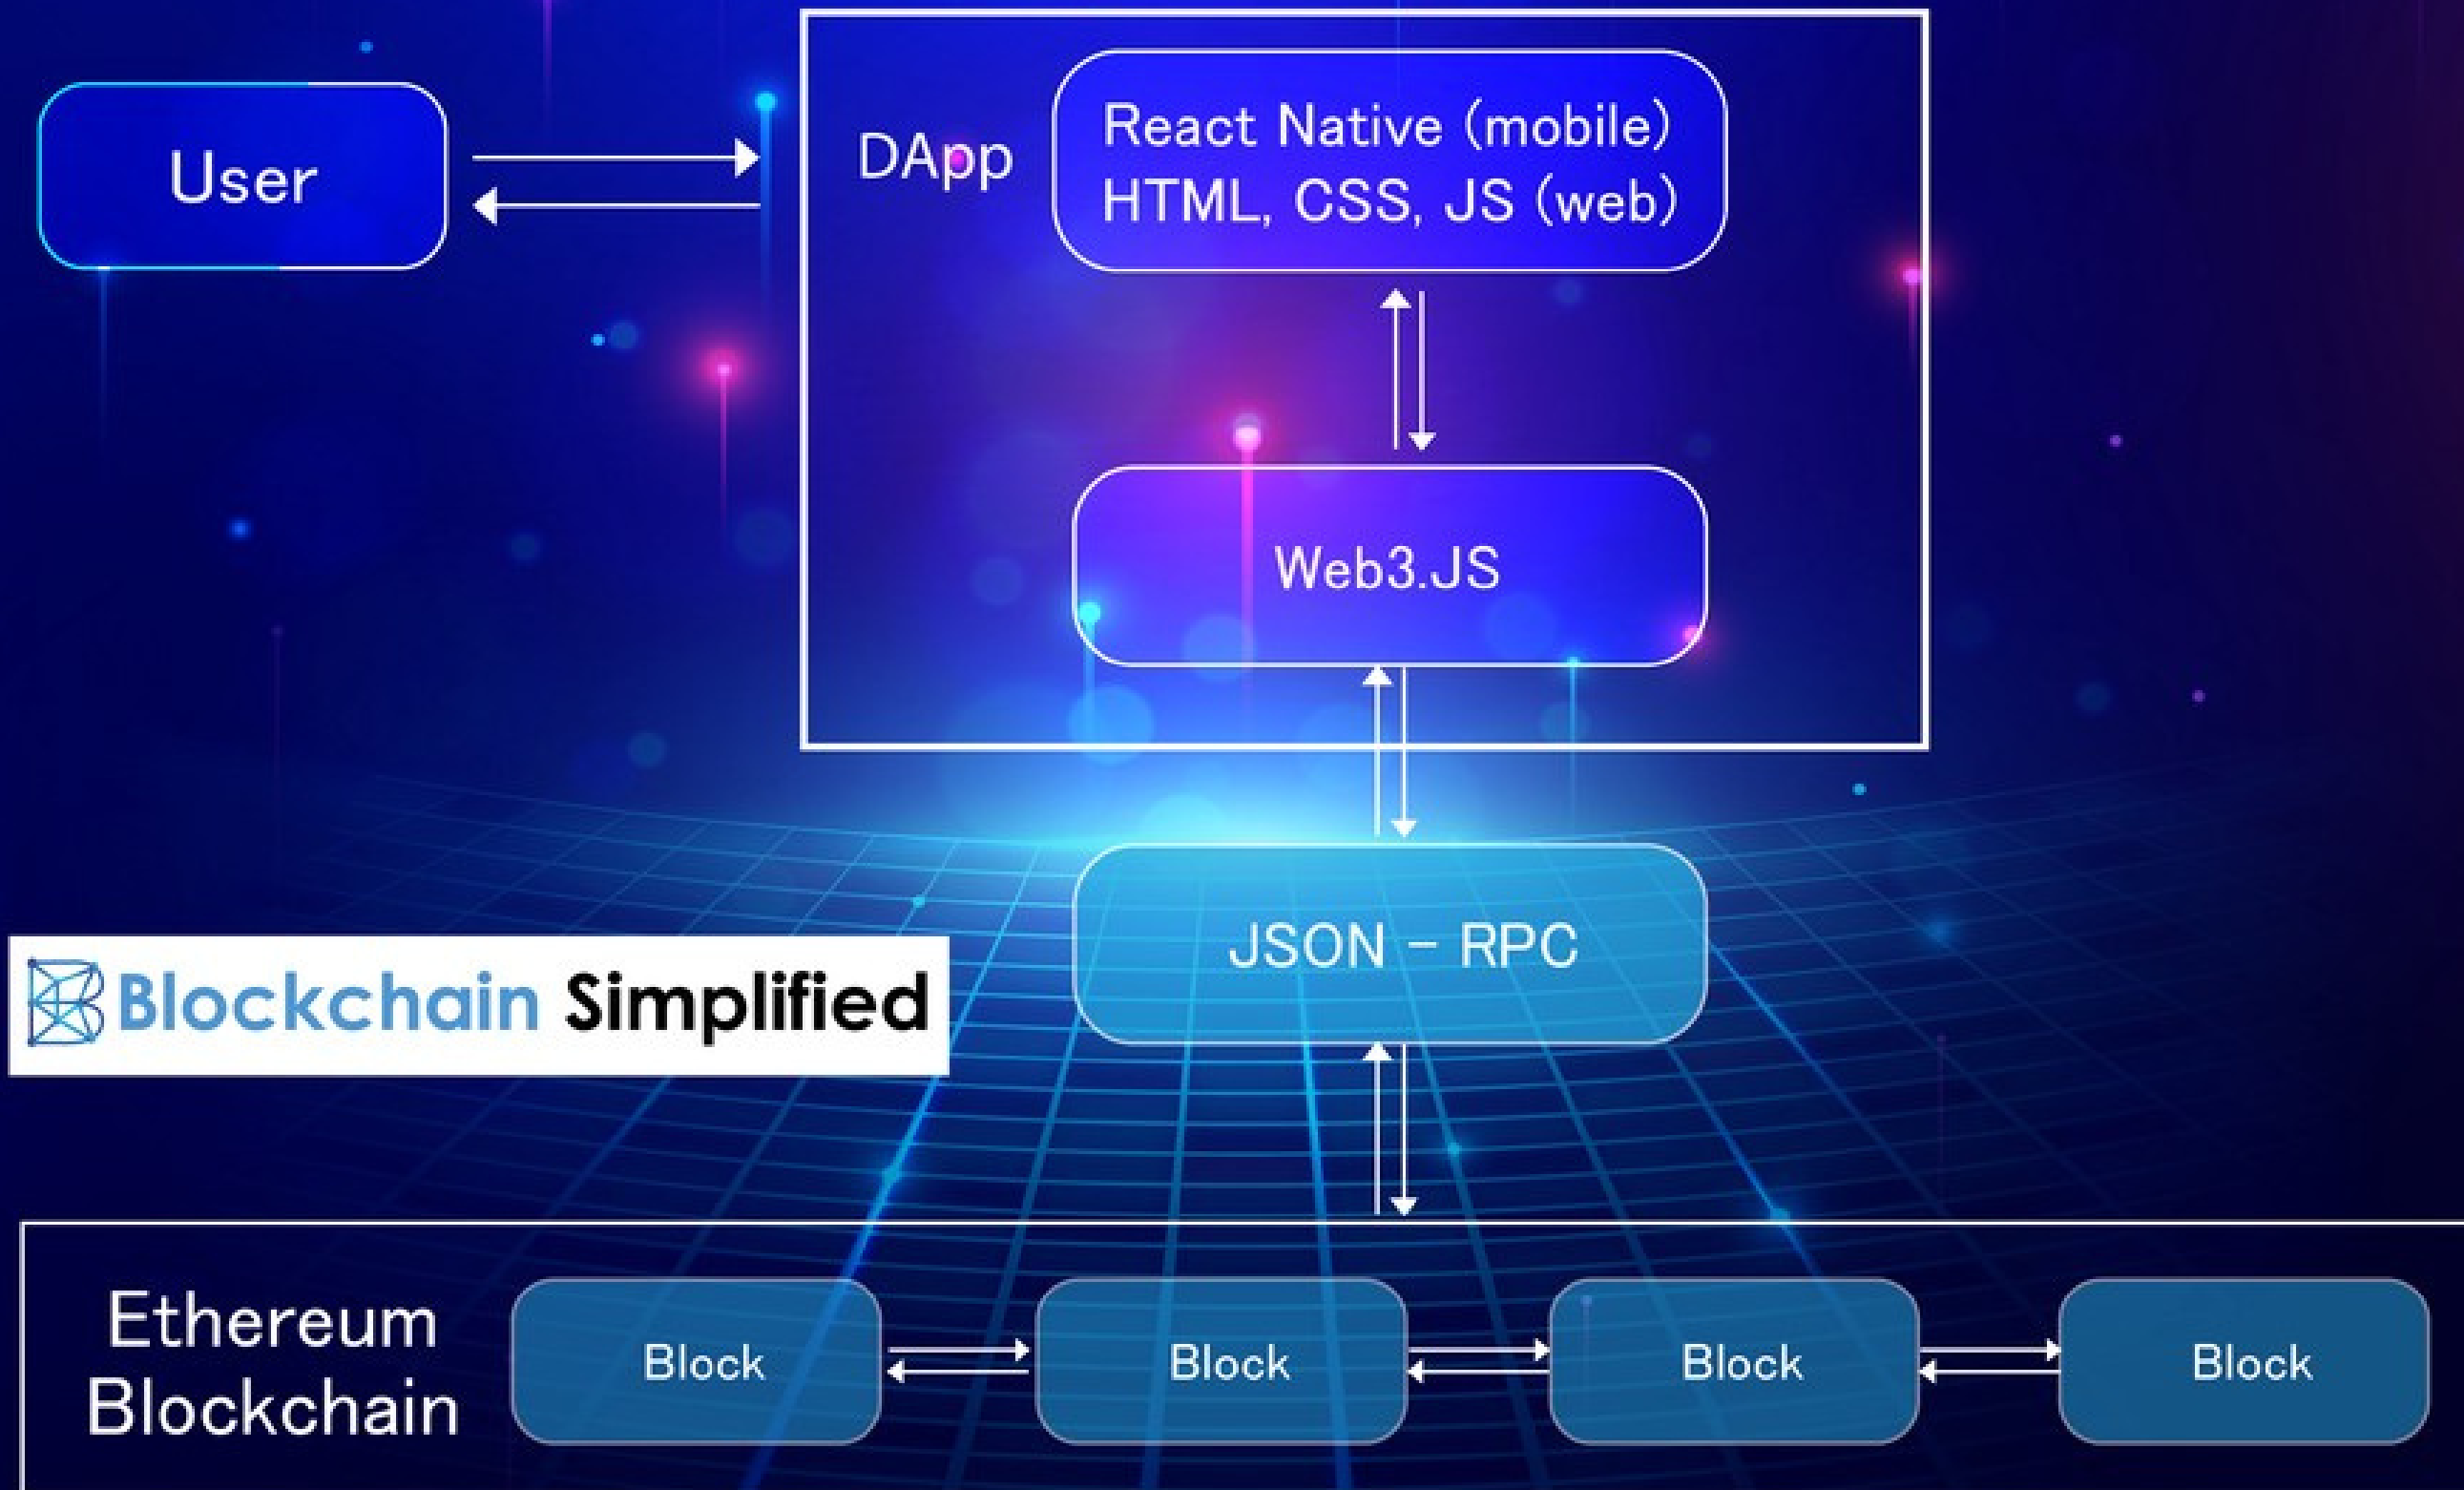 User
DApp
React Native (mobile)
HTML, CSS, JS (web)
Web3.JS
JSON - RPC
Blockchain Simplified
Ethereum
Blockchain
Block
Block
Block
Block